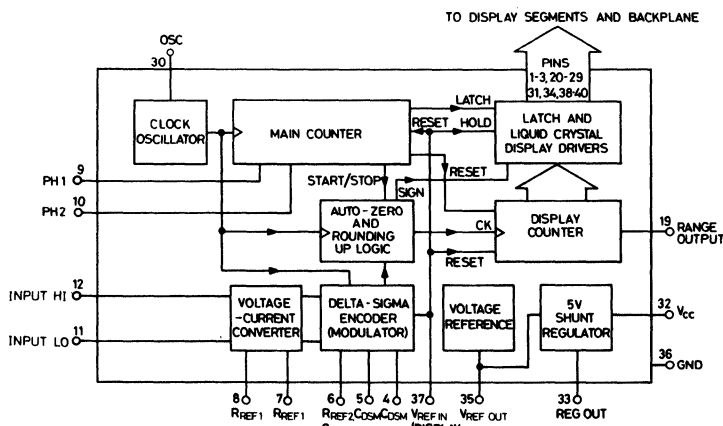 TO DISPLAY SEGMENTS AND BACKPLANE
OSC
30
PINS
1-3, 20-29
31, 34, 38-40
CLOCK
OSCILLATOR
MAIN COUNTER
LATCH
RESET
HOLD
LATCH AND
LIQUID CRYSTAL
DISPLAY DRIVERS
9
PH1
10
PH2
START/STOP
RESET
SIGN
AUTO-ZERO
AND
ROUNDING
UP LOGIC
CK
DISPLAY
COUNTER
19
RANGE
OUTPUT
RESET
12
INPUT HI
11
INPUT LO
VOLTAGE
-CURRENT
CONVERTER
DELTA-SIGMA
ENCODER
(MODULATOR)
VOLTAGE
REFERENCE
5V
SHUNT
REGULATOR
32
Vcc
36
GND
8 7 6 5 4 37 35 33
RREF1 RREF1 RREF2 CDSM CDSM VREF IN VREF OUT REG OUT